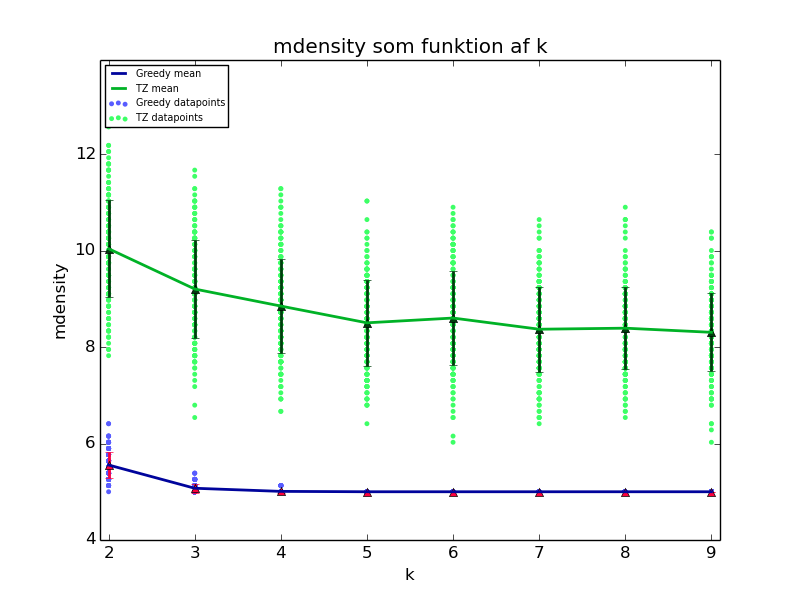 mdensity som funktion af k
Greedy mean
TZ mean
Greedy datapoints
TZ datapoints
mdensity
12
10
8
6
4
2 3 4 5 6 7 8 9
k